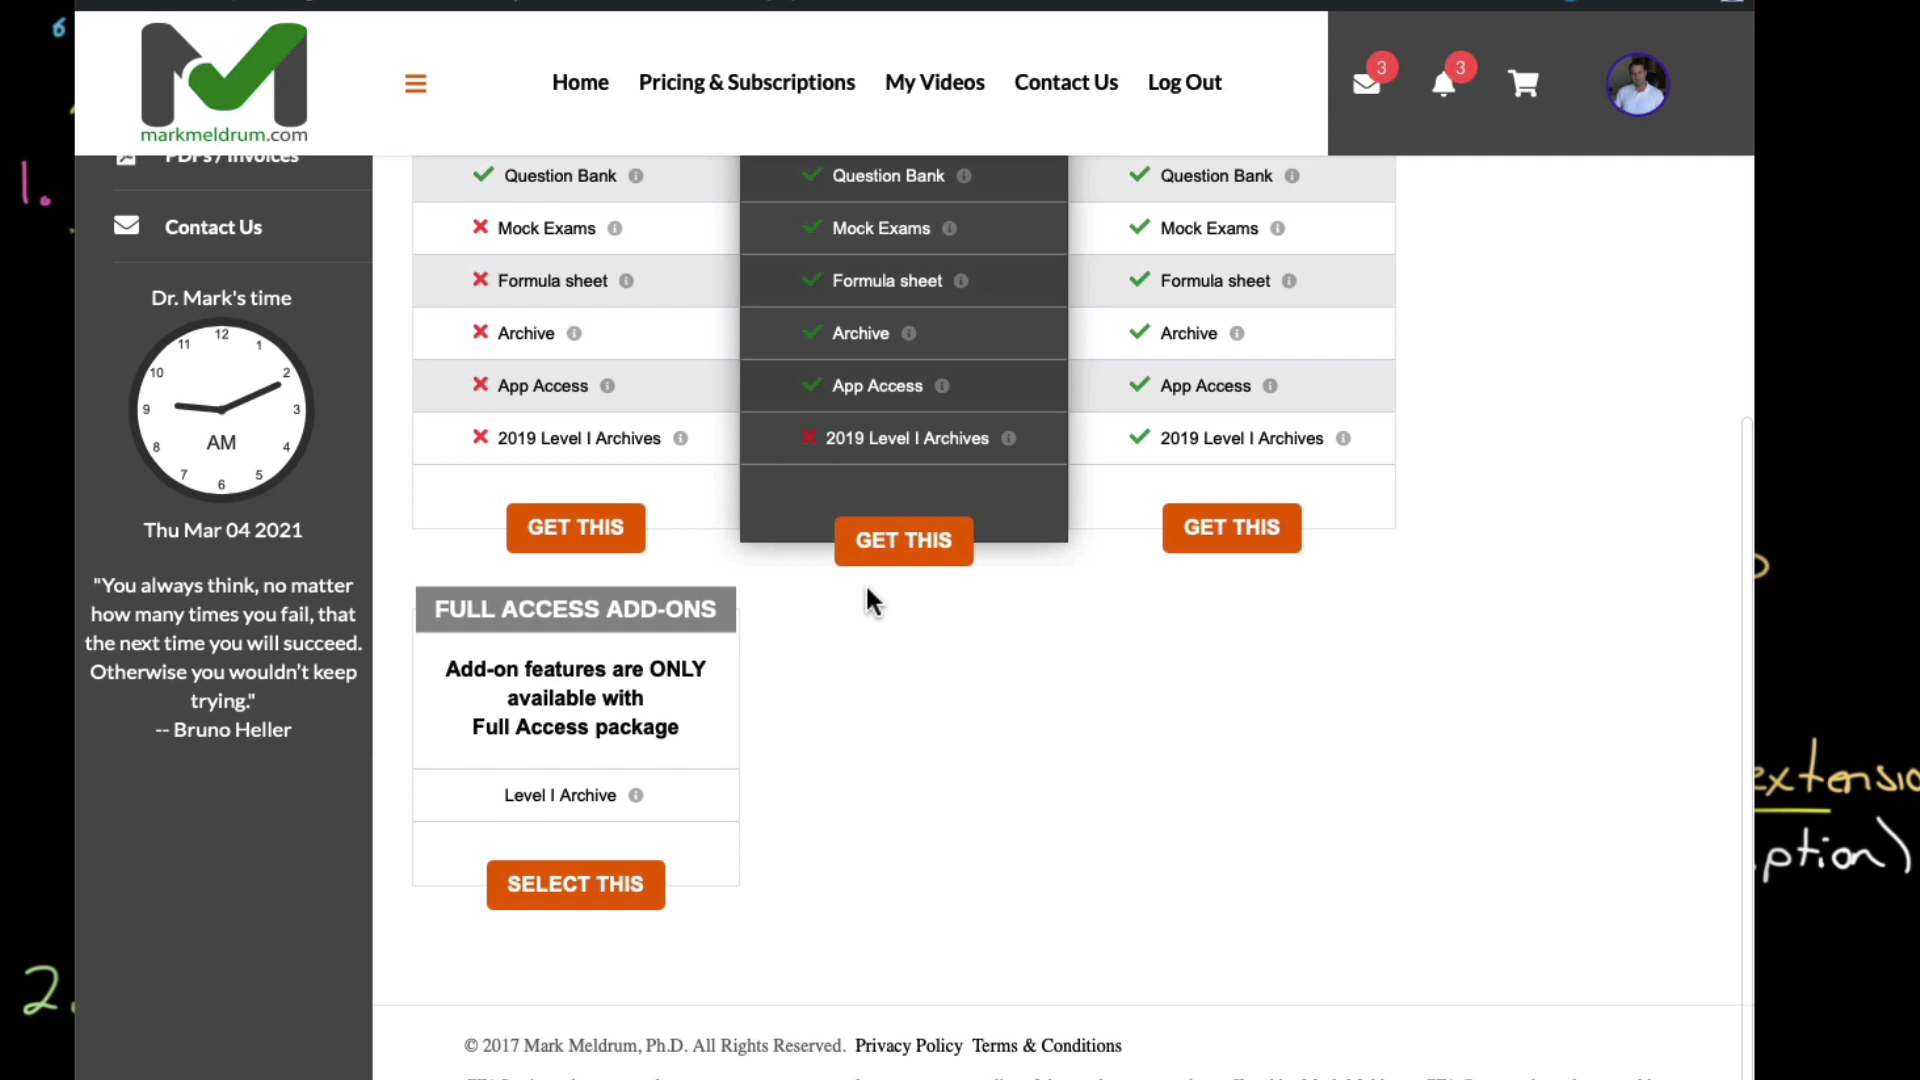 6
markmeldrum.com
Home
Pricing & Subscriptions
My Videos
Contact Us
Log Out
3
3
PDFs / Invoices
Contact Us
Dr. Mark's time
12
1
2
3
4
5
6
7
8
9
10
11
AM
Thu Mar 04 2021
"You always think, no matter
how many times you fail, that
the next time you will succeed.
Otherwise you wouldn't keep
trying."
-- Bruno Heller
Question Bank
Mock Exams
Formula sheet
Archive
App Access
2019 Level I Archives
GET THIS
Question Bank
Mock Exams
Formula sheet
Archive
App Access
2019 Level I Archives
GET THIS
Question Bank
Mock Exams
Formula sheet
Archive
App Access
2019 Level I Archives
GET THIS
FULL ACCESS ADD-ONS
Add-on features are ONLY
available with
Full Access package
Level I Archive
SELECT THIS
© 2017 Mark Meldrum, Ph.D. All Rights Reserved. Privacy Policy Terms & Conditions
1.
2.
extensio
ption)